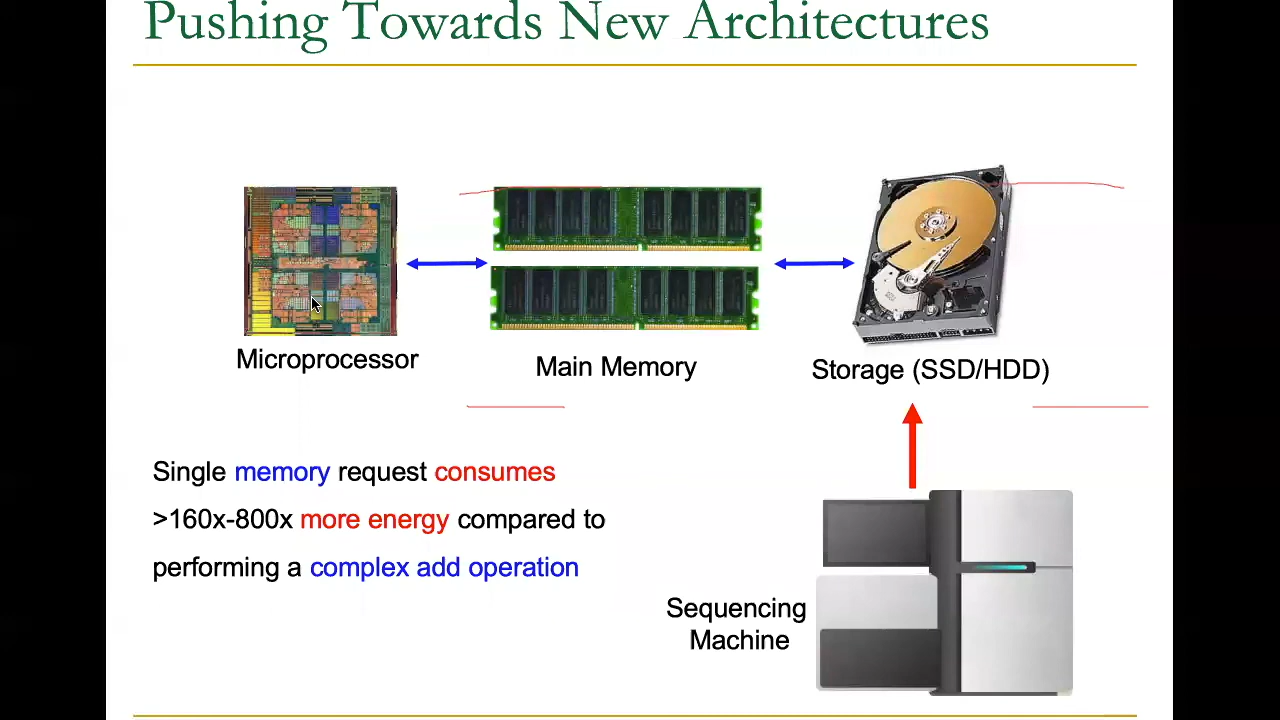 Pushing Towards New Architectures
Microprocessor
Main Memory
Storage (SSD/HDD)
Single memory request consumes
>160x-800x more energy compared to
performing a complex add operation
Sequencing
Machine